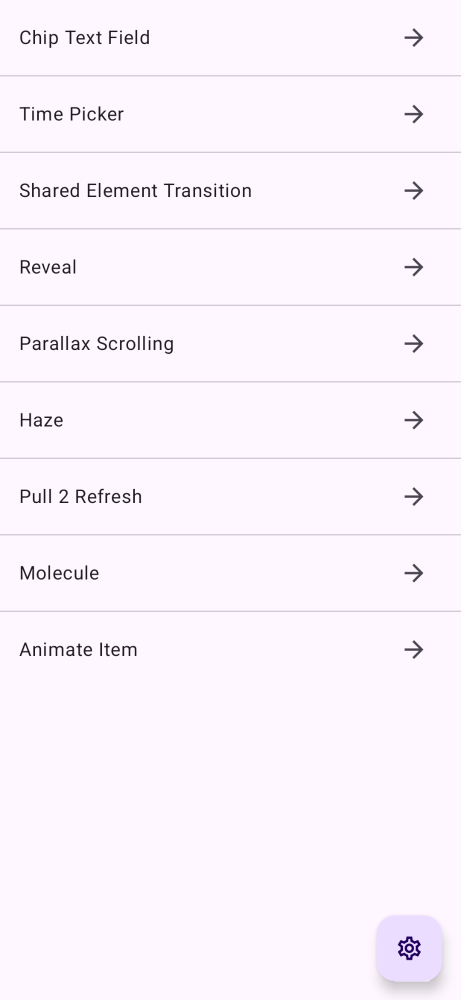 Chip Text Field
Time Picker
Shared Element Transition
Reveal
Parallax Scrolling
Haze
Pull 2 Refresh
Molecule
Animate Item